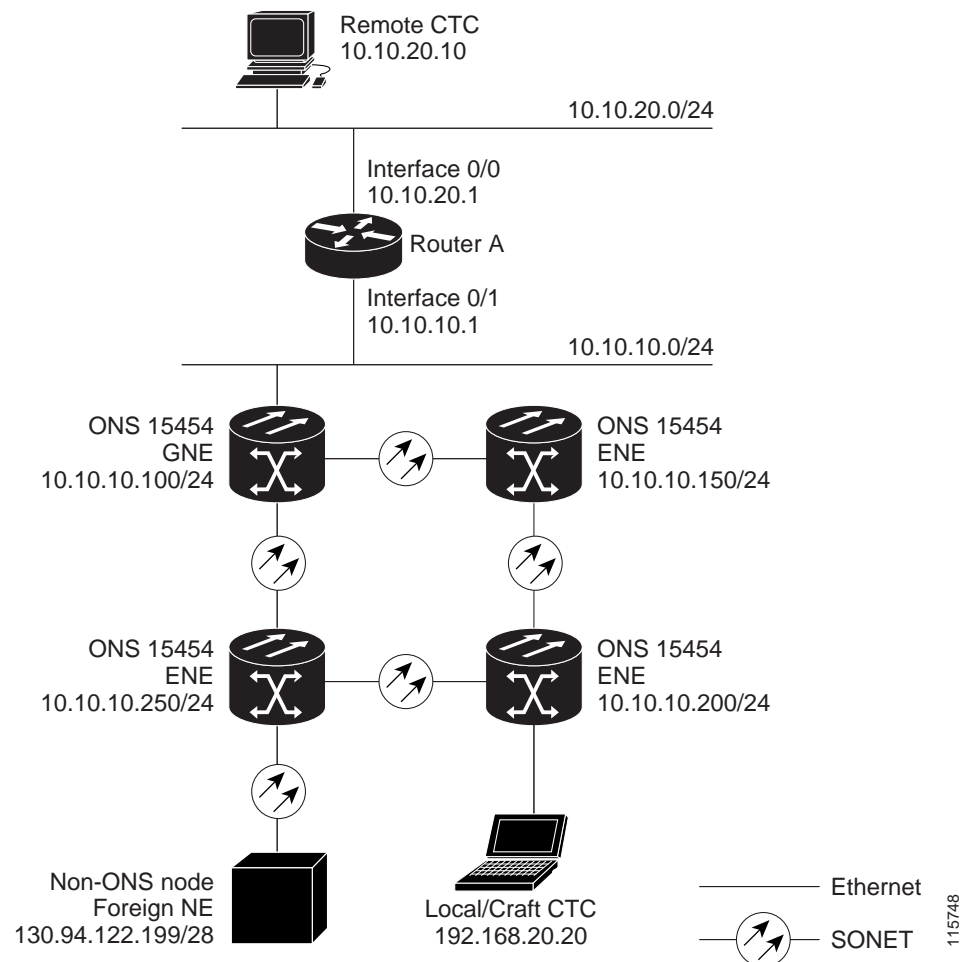 Remote CTC
10.10.20.10
10.10.20.0/24
Interface 0/0
10.10.20.1
Router A
Interface 0/1
10.10.10.1
10.10.10.0/24
ONS 15454
GNE
10.10.10.100/24
ONS 15454
ENE
10.10.10.150/24
ONS 15454
ENE
10.10.10.250/24
ONS 15454
ENE
10.10.10.200/24
Non-ONS node
Foreign NE
130.94.122.199/28
Local/Craft CTC
192.168.20.20
Ethernet
SONET
115748